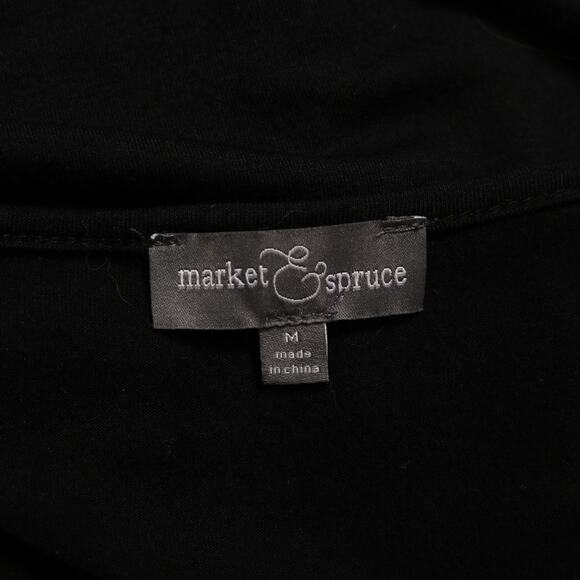 market & spruce
M
made
in china